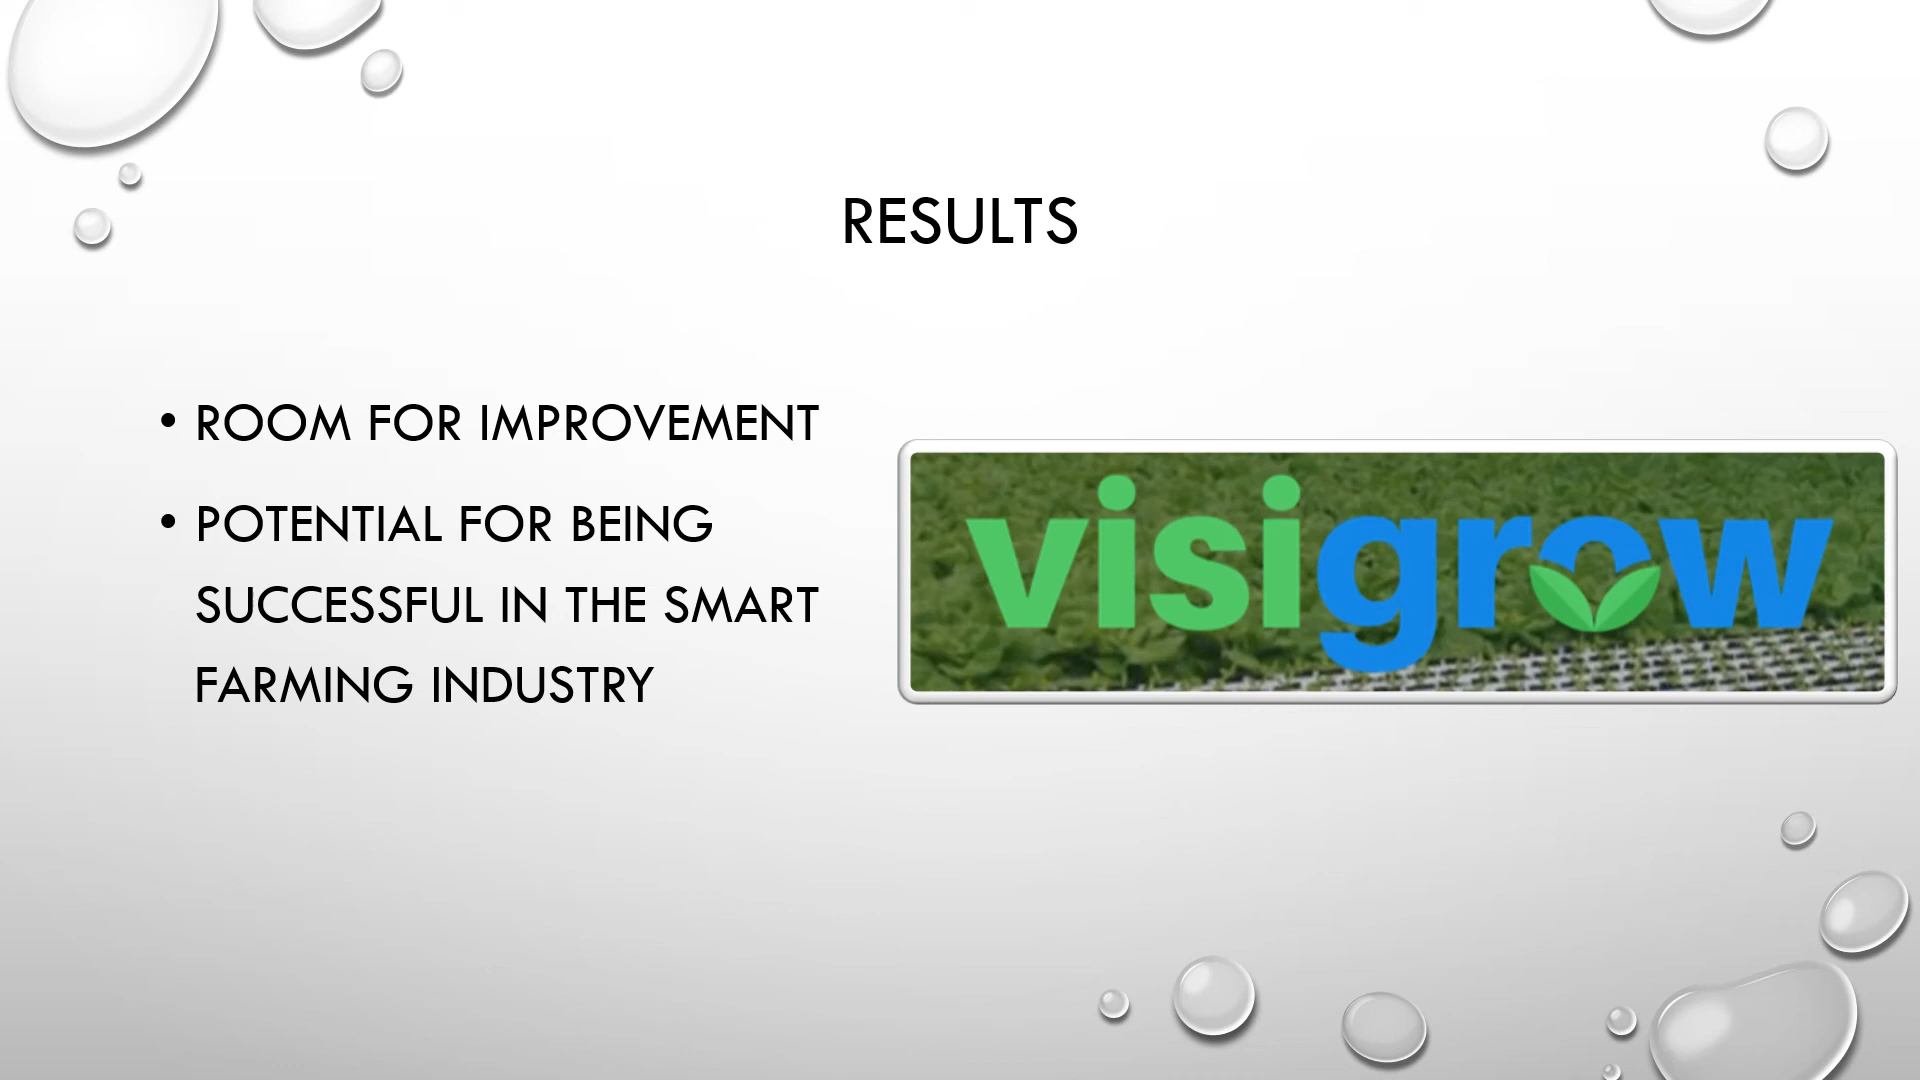 RESULTS
• ROOM FOR IMPROVEMENT
• POTENTIAL FOR BEING
SUCCESSFUL IN THE SMART
FARMING INDUSTRY
visigrow